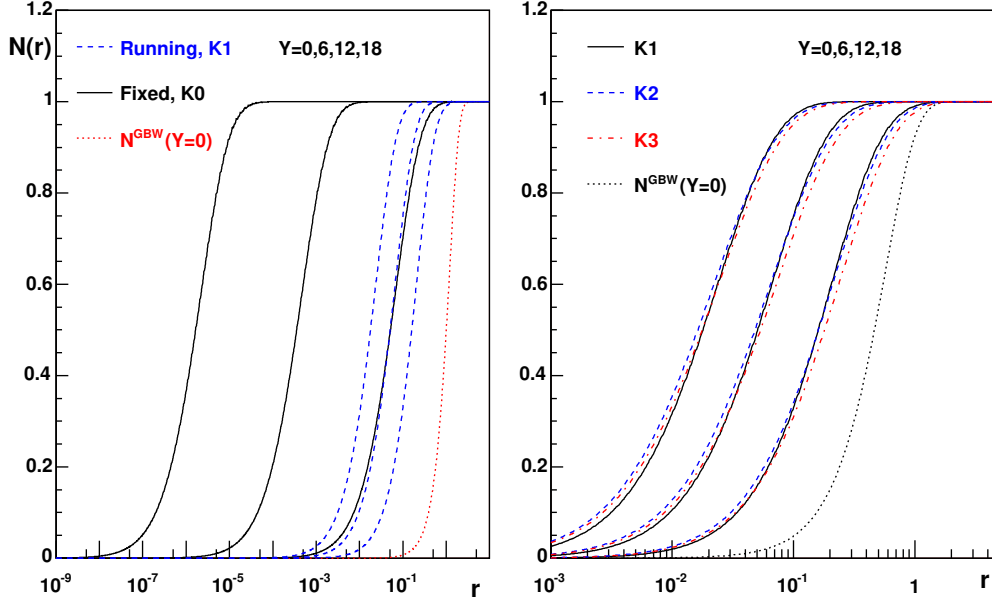 1.2
N(r)
1
0.8
0.6
0.4
0.2
0
Running, K1
Y=0,6,12,18
Fixed, K0
N^GBW(Y=0)
10^-9
10^-7
10^-5
10^-3
10^-1
r
1.2
1
0.8
0.6
0.4
0.2
0
K1
Y=0,6,12,18
K2
K3
N^GBW(Y=0)
10^-3
10^-2
10^-1
1
r